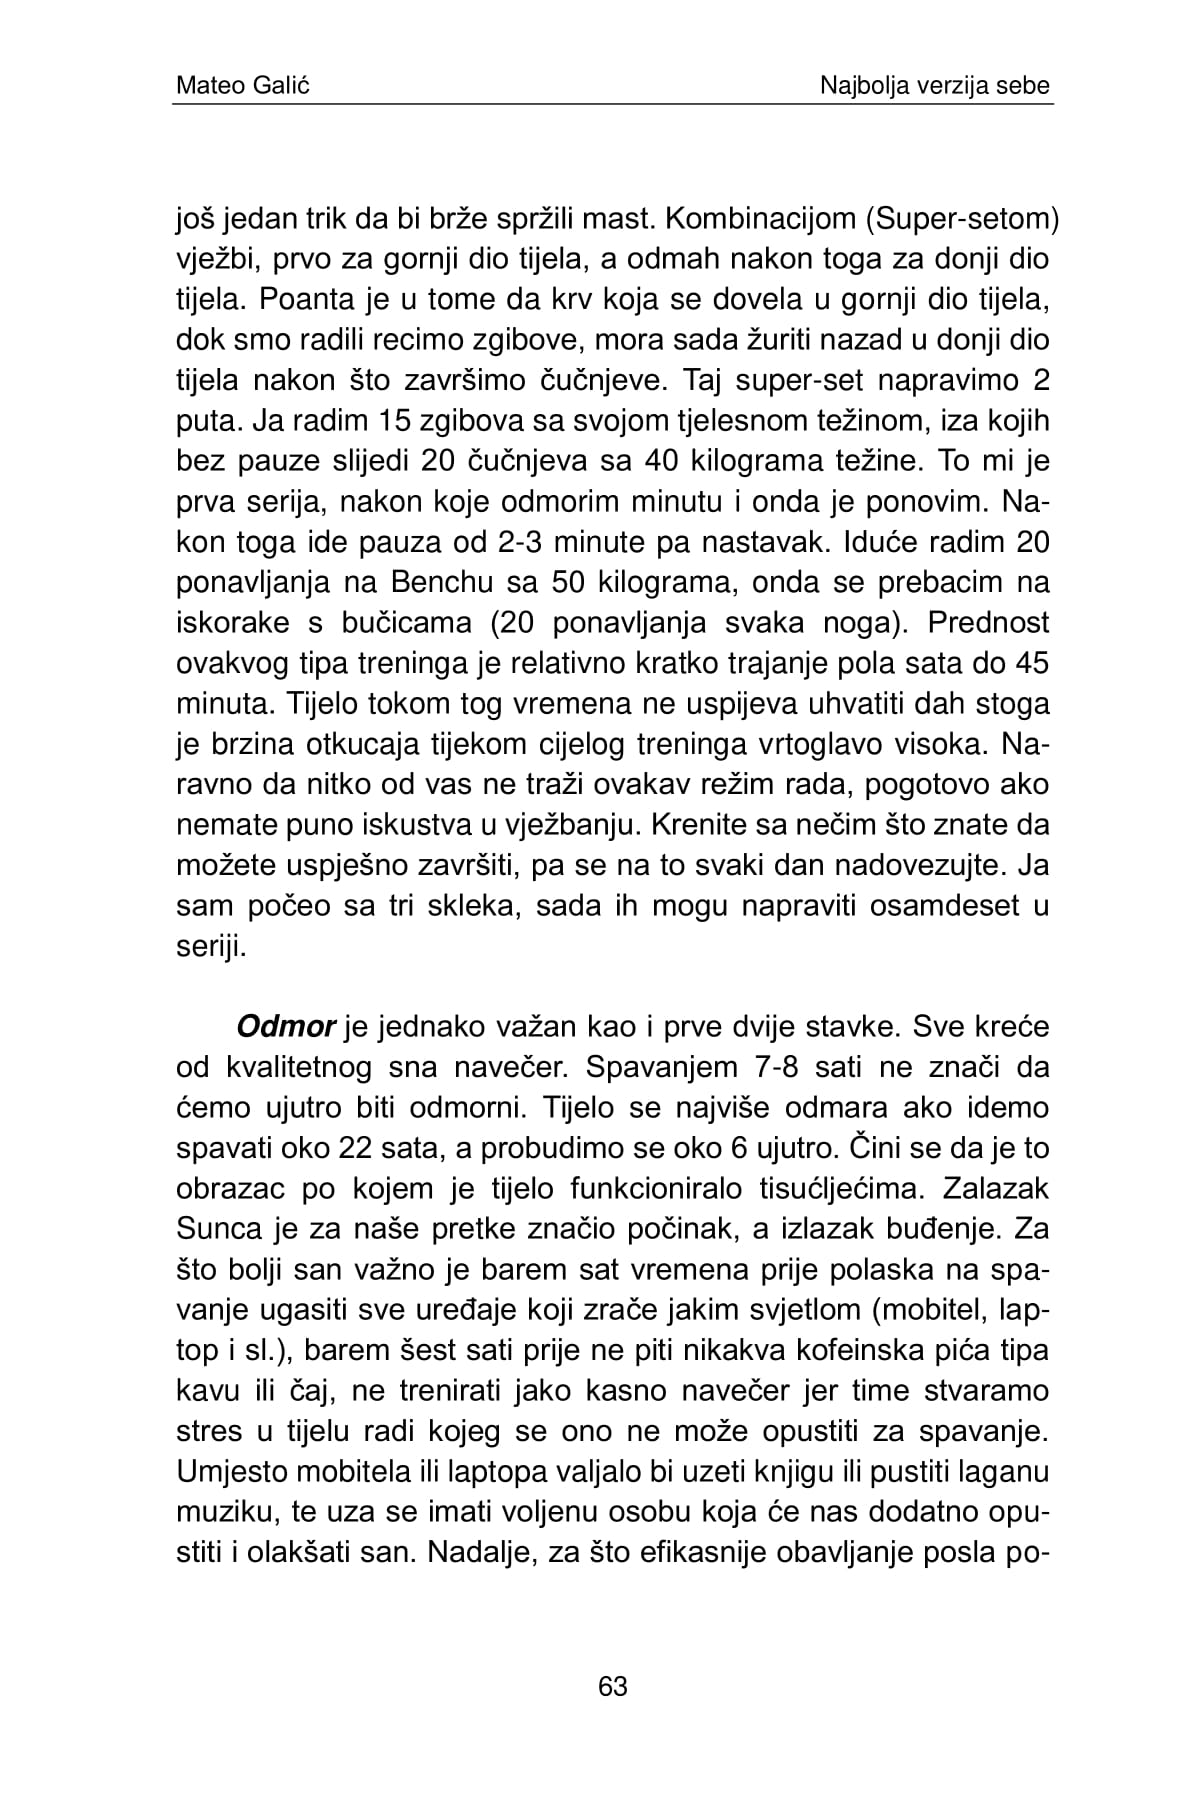 Mateo Galić
Najbolja verzija sebe
još jedan trik da bi brže spržili mast. Kombinacijom (Super-setom)
vježbi, prvo za gornji dio tijela, a odmah nakon toga za donji dio
tijela. Poanta je u tome da krv koja se dovela u gornji dio tijela,
dok smo radili recimo zgibove, mora sada žuriti nazad u donji dio
tijela nakon što završimo čučnjeve. Taj super-set napravimo 2
puta. Ja radim 15 zgibova sa svojom tjelesnom težinom, iza kojih
bez pauze slijedi 20 čučnjeva sa 40 kilograma težine. To mi je
prva serija, nakon koje odmorim minutu i onda je ponovim. Na-
kon toga ide pauza od 2-3 minute pa nastavak. Iduće radim 20
ponavljanja na Benchu sa 50 kilograma, onda se prebacim na
iskorake s bučicama (20 ponavljanja svaka noga). Prednost
ovakvog tipa treninga je relativno kratko trajanje pola sata do 45
minuta. Tijelo tokom tog vremena ne uspijeva uhvatiti dah stoga
je brzina otkucaja tijekom cijelog treninga vrtoglavo visoka. Na-
ravno da nitko od vas ne traži ovakav režim rada, pogotovo ako
nemate puno iskustva u vježbanju. Krenite sa nečim što znate da
možete uspješno završiti, pa se na to svaki dan nadovezujte. Ja
sam počeo sa tri skleka, sada ih mogu napraviti osamdeset u
seriji.
Odmor je jednako važan kao i prve dvije stavke. Sve kreće
od kvalitetnog sna navečer. Spavanjem 7-8 sati ne znači da
ćemo ujutro biti odmorni. Tijelo se najviše odmara ako idemo
spavati oko 22 sata, a probudimo se oko 6 ujutro. Čini se da je to
obrazac po kojem je tijelo funkcioniralo tisućljećima. Zalazak
Sunca je za naše pretke značio počinak, a izlazak buđenje. Za
što bolji san važno je barem sat vremena prije polaska na spa-
vanje ugasiti sve uređaje koji zrače jakim svjetlom (mobitel, lap-
top i sl.), barem šest sati prije ne piti nikakva kofeinska pića tipa
kavu ili čaj, ne trenirati jako kasno navečer jer time stvaramo
stres u tijelu radi kojeg se ono ne može opustiti za spavanje.
Umjesto mobitela ili laptopa valjalo bi uzeti knjigu ili pustiti laganu
muziku, te uza se imati voljenu osobu koja će nas dodatno opu-
stiti i olakšati san. Nadalje, za što efikasnije obavljanje posla po-
63